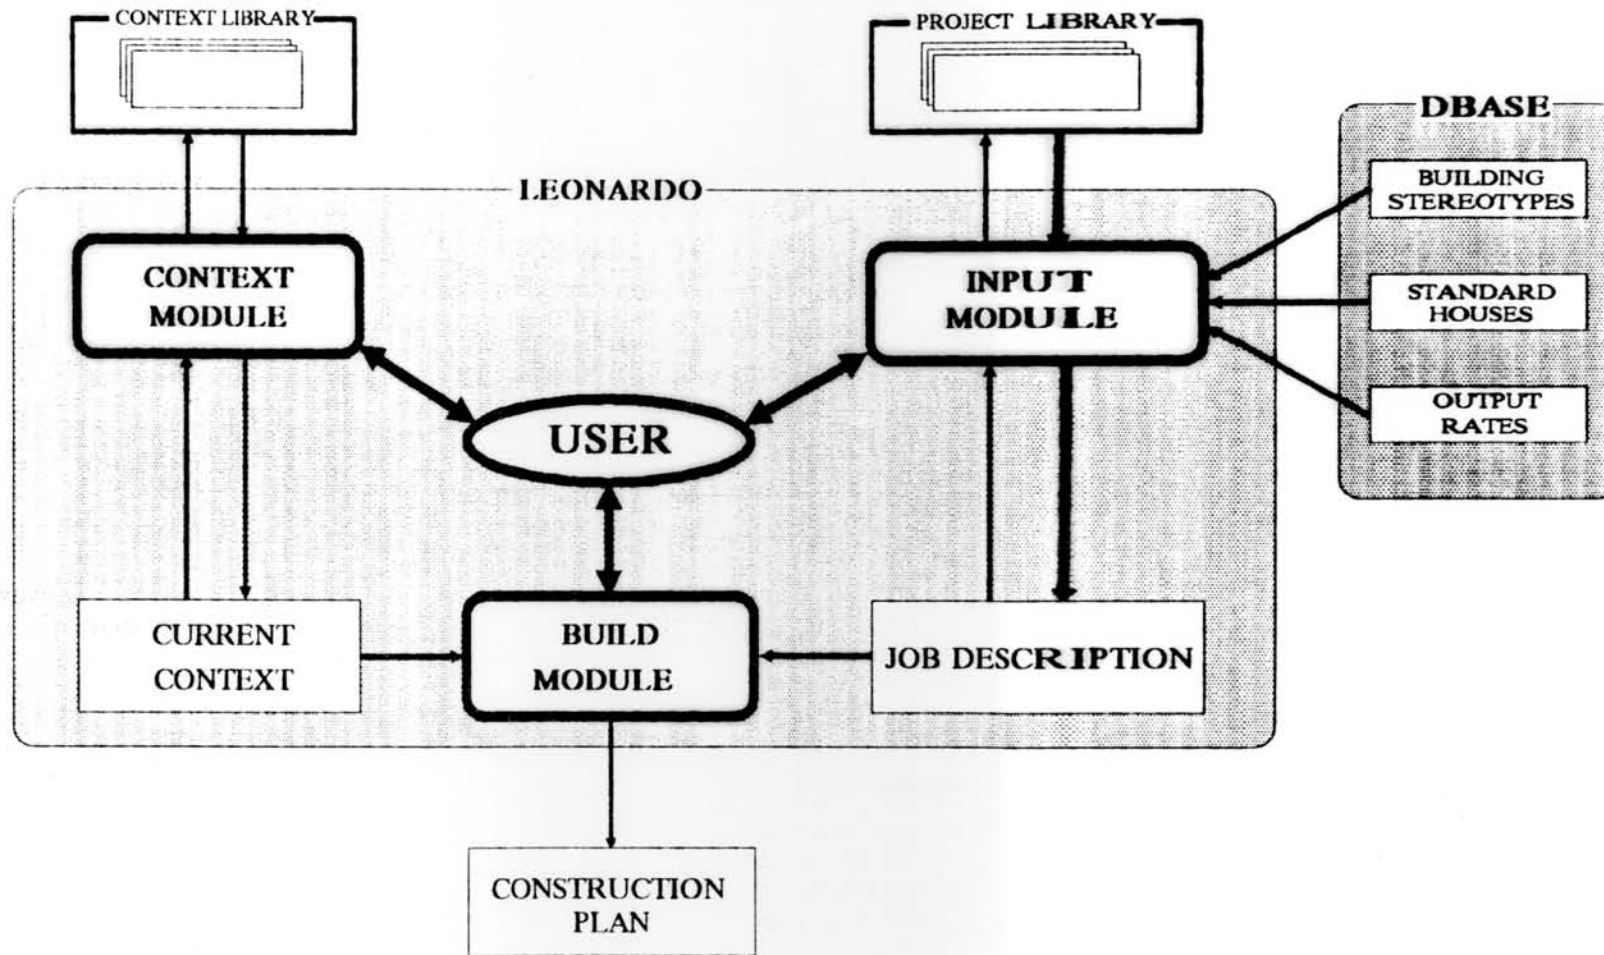 CONTEXT LIBRARY
PROJECT LIBRARY
DBASE
BUILDING
STEREOTYPES
STANDARD
HOUSES
OUTPUT
RATES
LEONARDO
CONTEXT
MODULE
INPUT
MODULE
USER
CURRENT
CONTEXT
BUILD
MODULE
JOB DESCRIPTION
CONSTRUCTION
PLAN